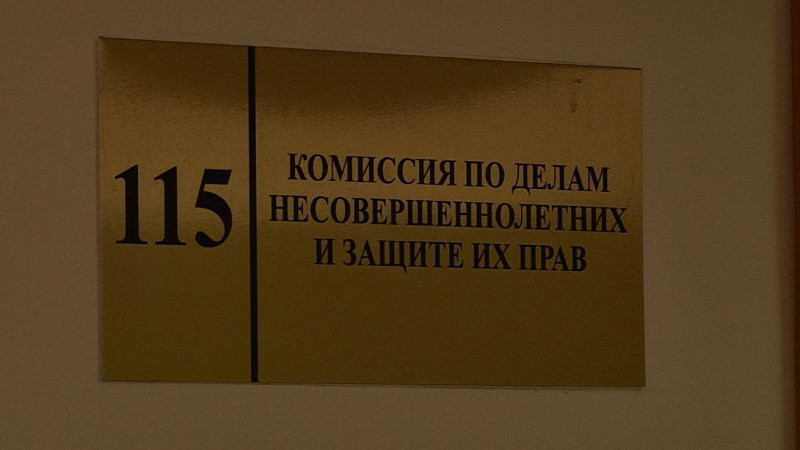 115
КОМИССИЯ ПО ДЕЛАМ
НЕСОВЕРШЕННОЛЕТНИХ
И ЗАЩИТЕ ИХ ПРАВ